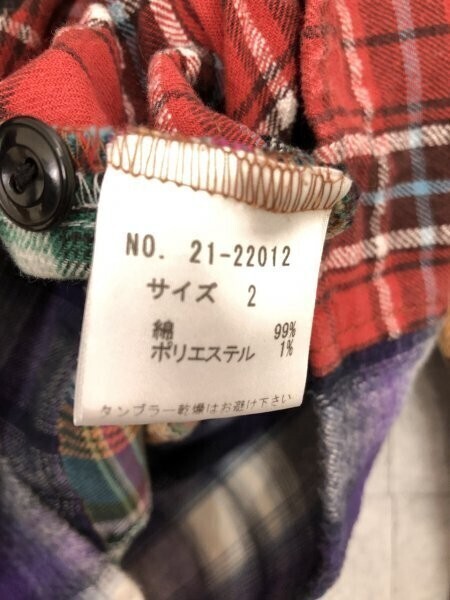 NO. 21-22012
サイズ 2
綿 99%
ポリエステル 1%
タンブラー乾燥はお避け下さい